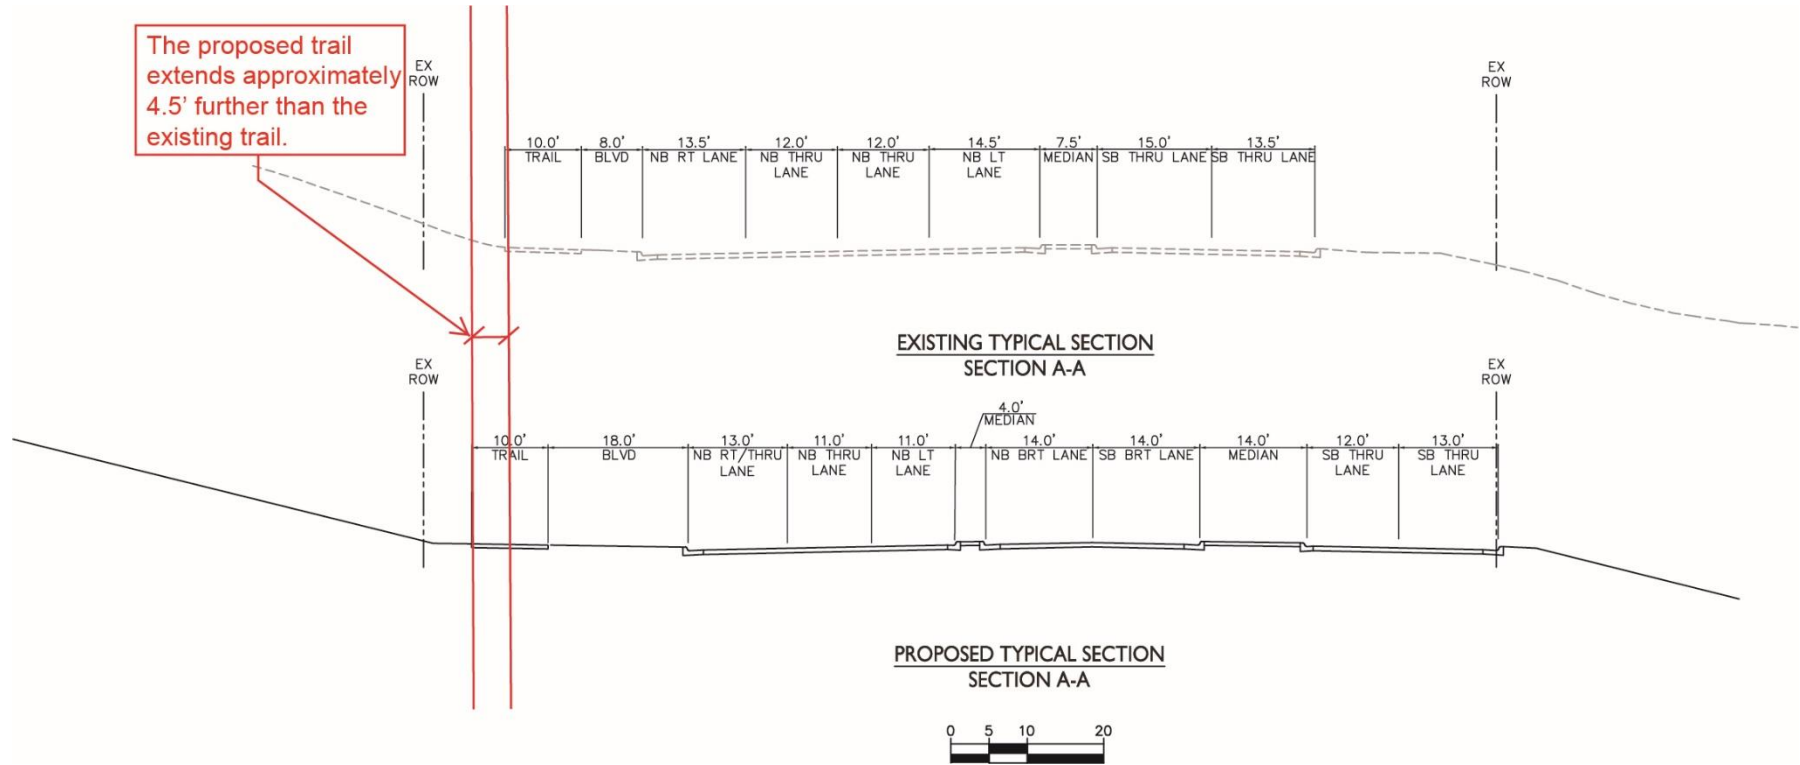 The proposed trail
extends approximately
4.5’ further than the
existing trail.
EX
ROW
EX
ROW
10.0' 8.0' 13.5' 12.0' 12.0' 14.5' 7.5' 15.0' 13.5'
TRAIL BLVD NB RT LANE NB THRU NB THRU NB LT MEDIAN SB THRU LANE SB THRU LANE
LANE LANE LANE
EXISTING TYPICAL SECTION
SECTION A-A
EX
ROW
EX
ROW
4.0'
MEDIAN
10.0' 18.0' 13.0' 11.0' 11.0' 14.0' 14.0' 14.0' 12.0' 13.0'
TRAIL BLVD NB RT/THRU NB THRU NB LT NB BRT LANE SB BRT LANE MEDIAN SB THRU SB THRU
LANE LANE LANE LANE LANE
PROPOSED TYPICAL SECTION
SECTION A-A
0 5 10 20